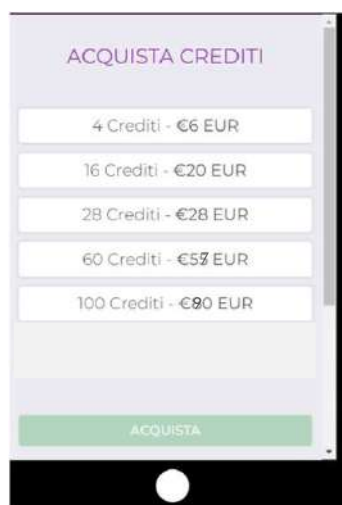 ACQUISTA CREDITI
4 Crediti - €6 EUR
16 Crediti - €20 EUR
28 Crediti - €28 EUR
60 Crediti - EUR
100 Crediti - EUR
ACQUISTA